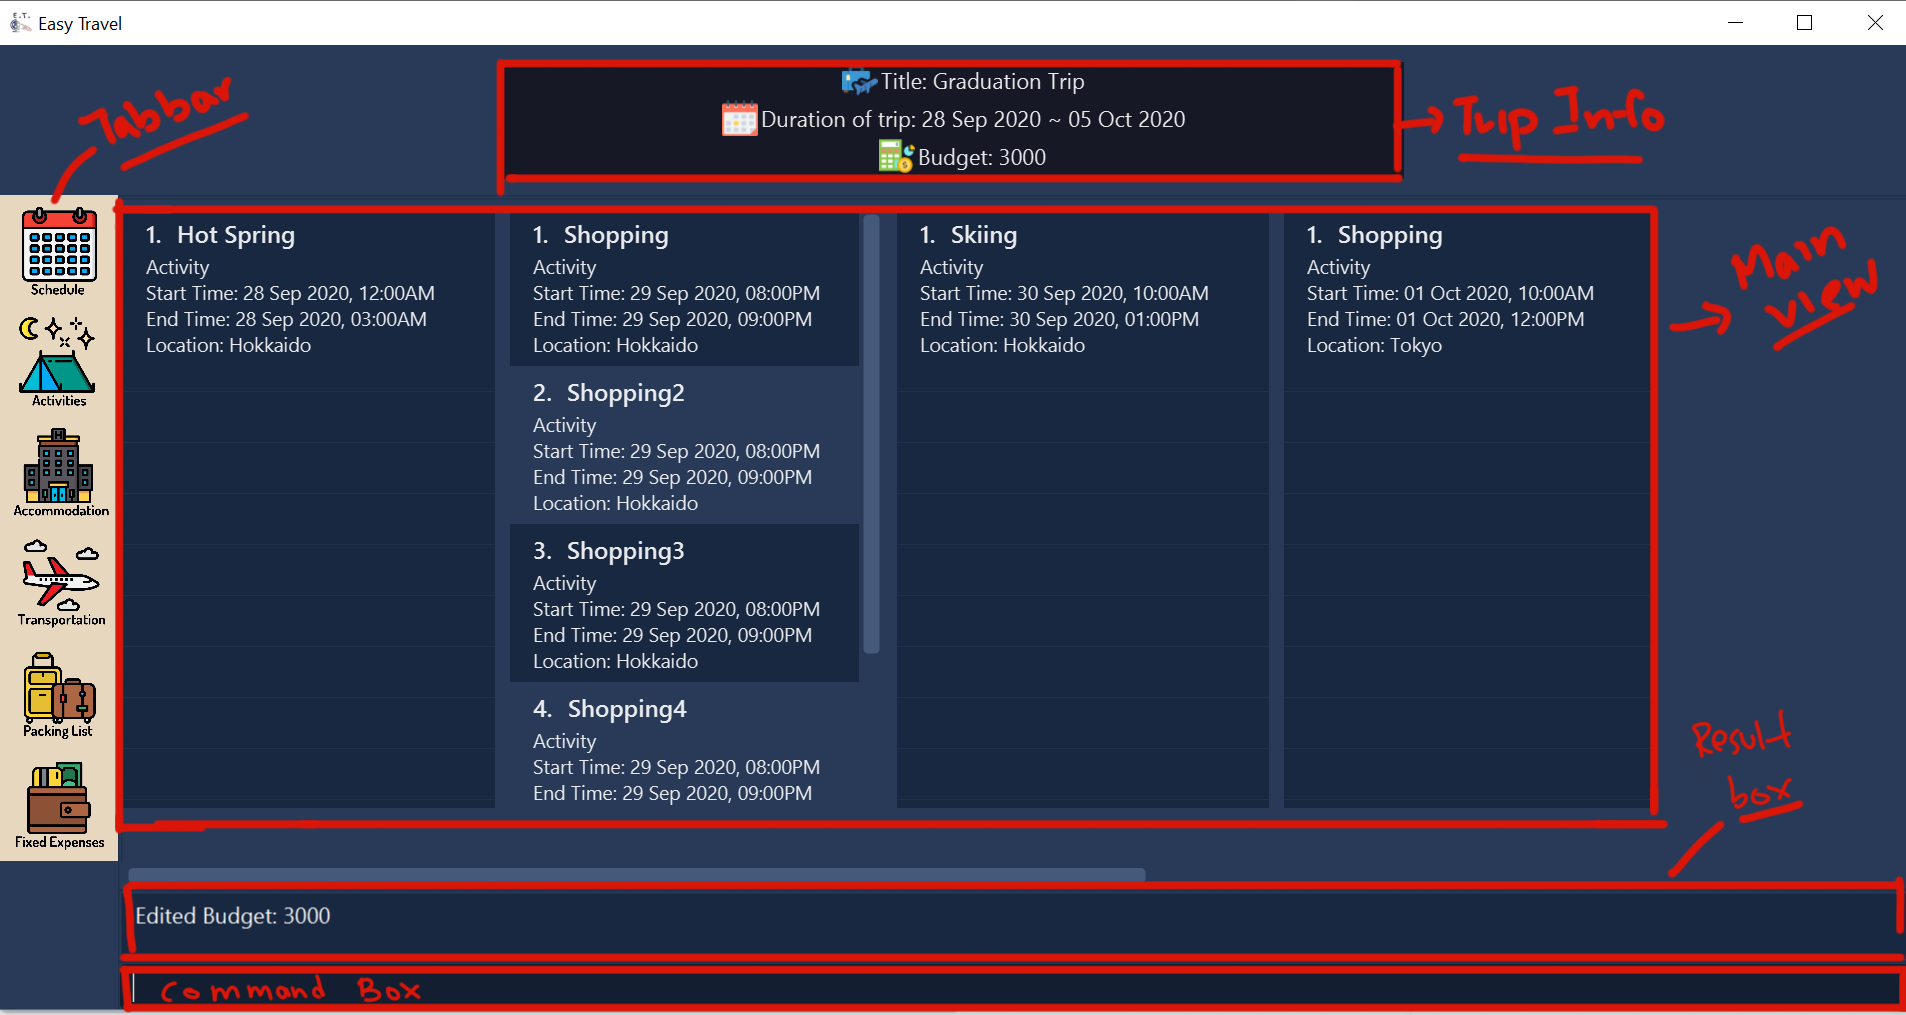 E.T.
Easy Travel
Title: Graduation Trip
Duration of trip: 28 Sep 2020 ~ 05 Oct 2020
Budget: 3000
Tabbar
Trip Info
Schedule
Activities
Accommodation
Transportation
Packing List
Fixed Expenses
1. Hot Spring
Activity
Start Time: 28 Sep 2020, 12:00AM
End Time: 28 Sep 2020, 03:00AM
Location: Hokkaido
1. Shopping
Activity
Start Time: 29 Sep 2020, 08:00PM
End Time: 29 Sep 2020, 09:00PM
Location: Hokkaido
2. Shopping2
Activity
Start Time: 29 Sep 2020, 08:00PM
End Time: 29 Sep 2020, 09:00PM
Location: Hokkaido
3. Shopping3
Activity
Start Time: 29 Sep 2020, 08:00PM
End Time: 29 Sep 2020, 09:00PM
Location: Hokkaido
4. Shopping4
Activity
Start Time: 29 Sep 2020, 08:00PM
End Time: 29 Sep 2020, 09:00PM
1. Skiing
Activity
Start Time: 30 Sep 2020, 10:00AM
End Time: 30 Sep 2020, 01:00PM
Location: Hokkaido
1. Shopping
Activity
Start Time: 01 Oct 2020, 10:00AM
End Time: 01 Oct 2020, 12:00PM
Location: Tokyo
Main
view
Result
box
Edited Budget: 3000
Command Box